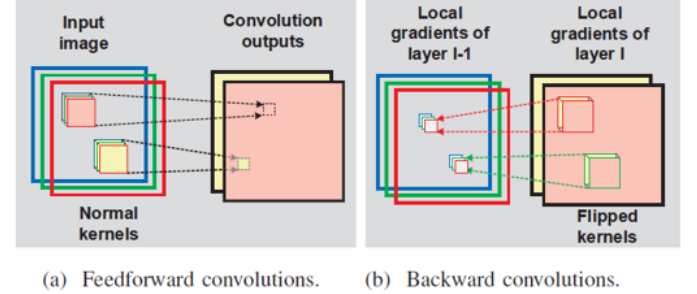 Input
image
Convolution
outputs
Normal
kernels
Local
gradients of
layer l-1
Local
gradients of
layer l
Flipped
kernels
(a) Feedforward convolutions.
(b) Backward convolutions.